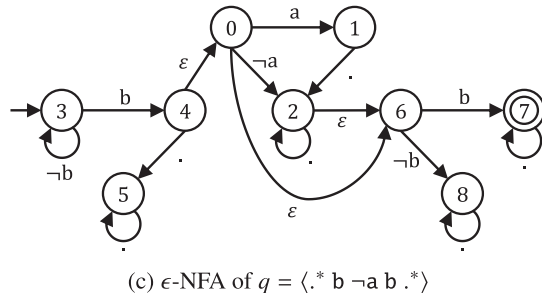 0 a 1
ε ¬a .
3 b 4 2 ε 6 b 7
¬b . . ¬b .
5 ε 8
. .
(c) ϵ-NFA of q = ⟨.* b ¬a b .*⟩